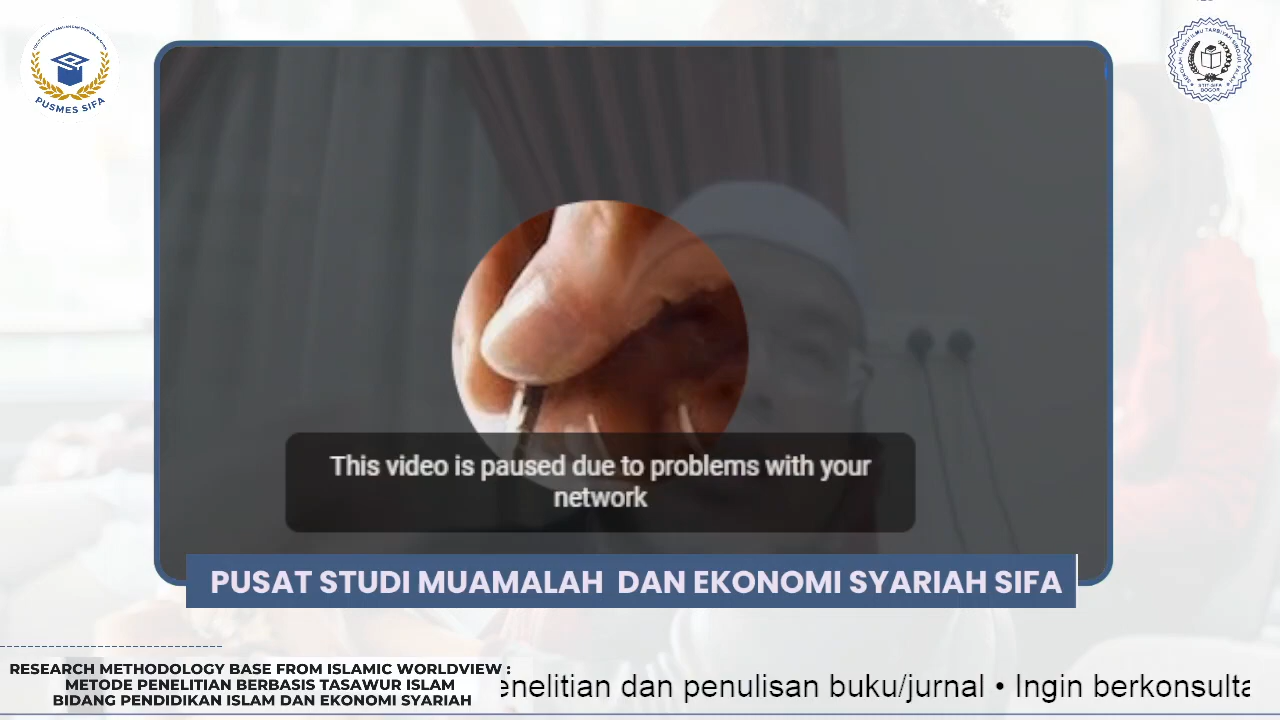 PUSMES SIFA
This video is paused due to problems with your
network
PUSAT STUDI MUAMALAH DAN EKONOMI SYARIAH SIFA
RESEARCH METHODOLOGY BASE FROM ISLAMIC WORLDVIEW :
METODE PENELITIAN BERBASIS TASAWUR ISLAM
BIDANG PENDIDIKAN ISLAM DAN EKONOMI SYARIAH
enelitian dan penulisan buku/jurnal • Ingin berkonsulta